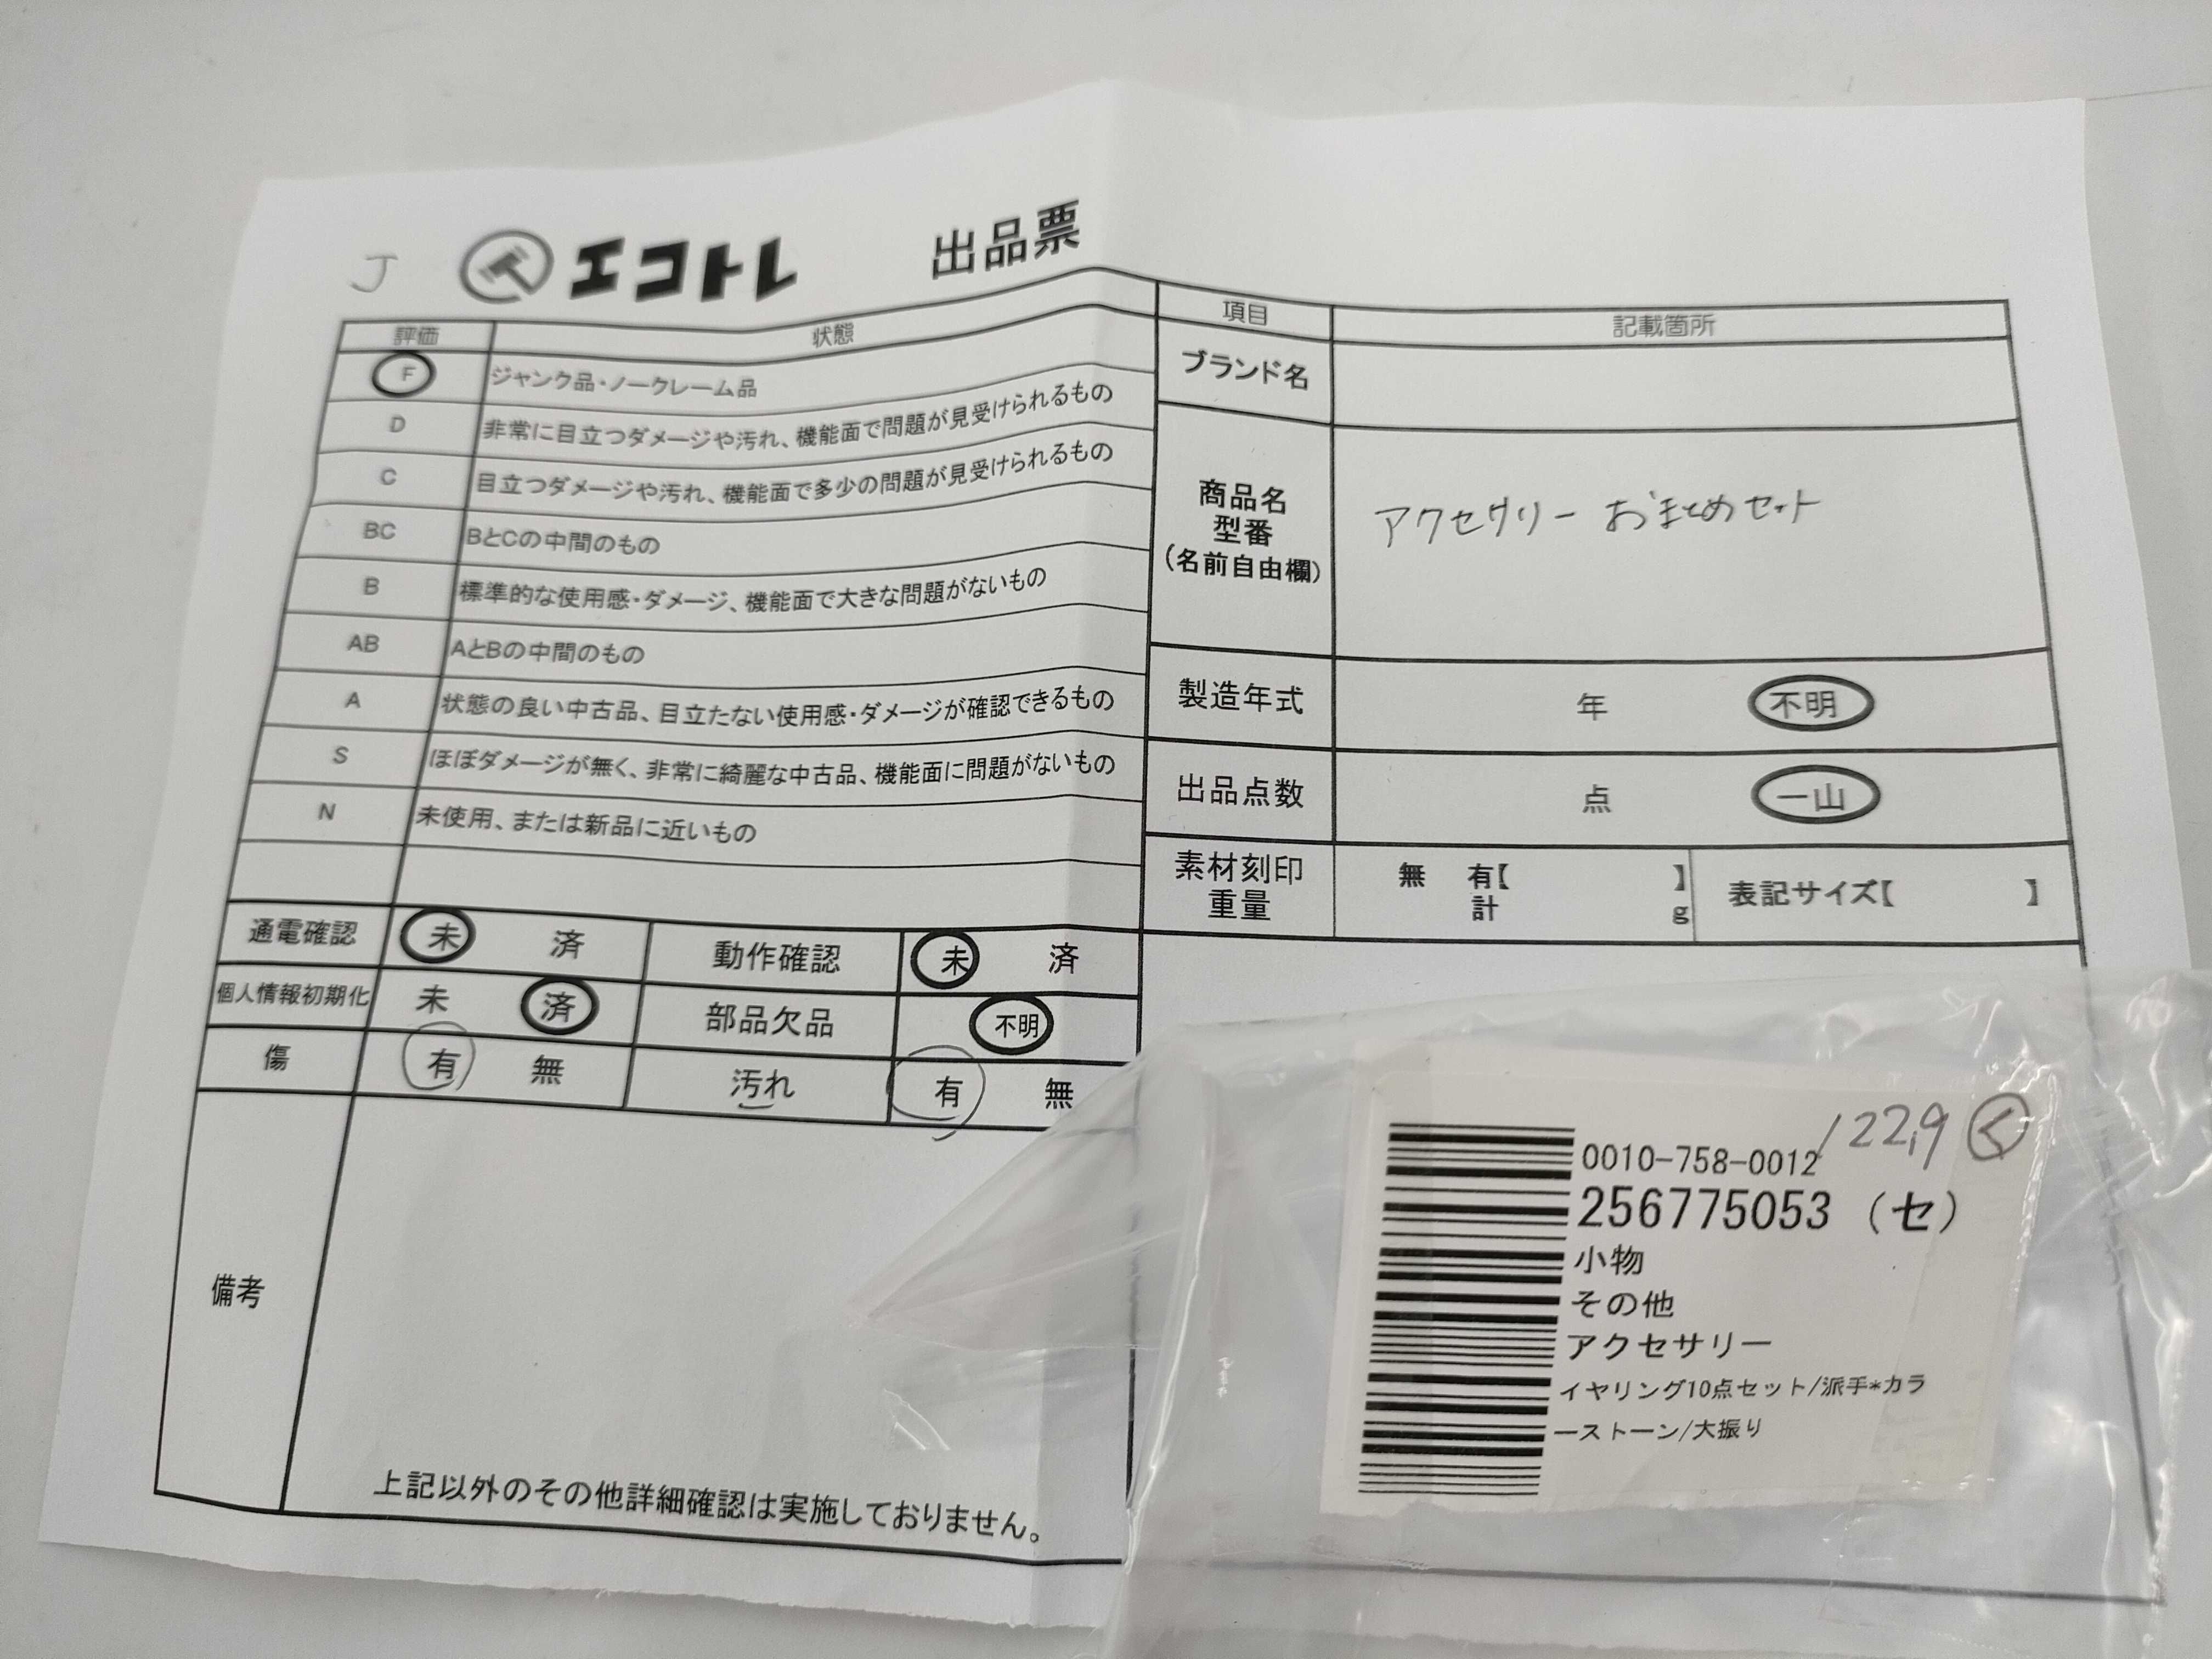 J エコトレ 出品票
評価 状態
F ジャンク品・ノークレーム品
D 非常に目立つダメージや汚れ、機能面で問題が見受けられるもの
C 目立つダメージや汚れ、機能面で多少の問題が見受けられるもの
BC BとCの中間のもの
B 標準的な使用感・ダメージ、機能面で大きな問題がないもの
AB AとBの中間のもの
A 状態の良い中古品、目立たない使用感・ダメージが確認できるもの
S ほぼダメージが無く、非常に綺麗な中古品、機能面に問題がないもの
N 未使用、または新品に近いもの
通電確認 未 済 動作確認 未 済
個人情報初期化 未 済 部品欠品 不明
傷 有 無 汚れ 有 無
備考
上記以外のその他詳細確認は実施しておりません。
項目 記載箇所
ブランド名
商品名
型番
(名前自由欄)
アクセサリー おまとめセット
製造年式 年 不明
出品点数 点 一山
素材刻印 無 有【 】 表記サイズ【 】
重量 計 g
122,9 く
0010-758-0012
256775053 (セ)
小物
その他
アクセサリー
イヤリング10点セット/派手*カラ
ーストーン/大振り